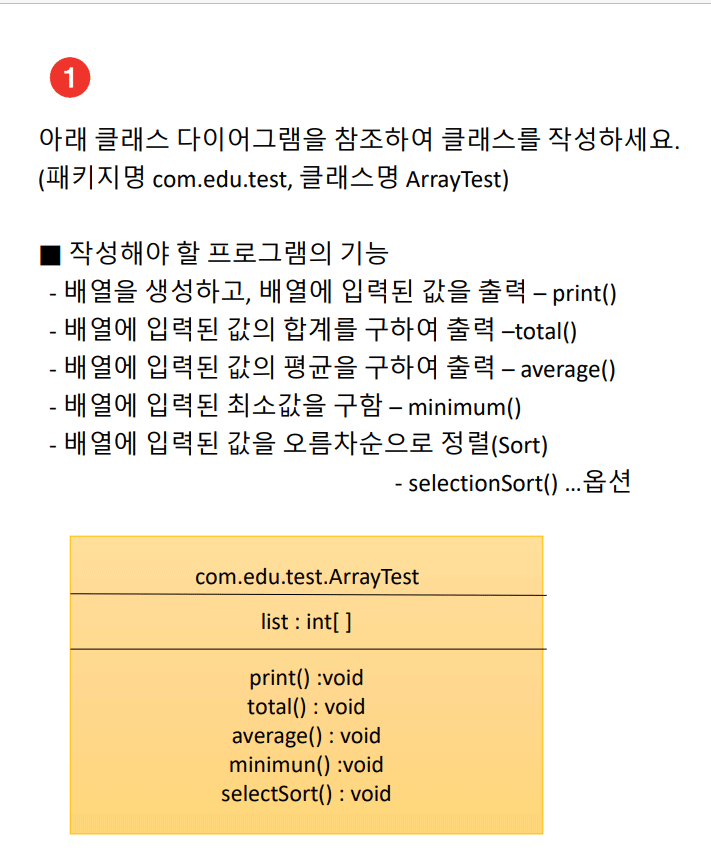 1
아래 클래스 다이어그램을 참조하여 클래스를 작성하세요.
(패키지명 com.edu.test, 클래스명 ArrayTest)
■ 작성해야 할 프로그램의 기능
- 배열을 생성하고, 배열에 입력된 값을 출력 – print()
- 배열에 입력된 값의 합계를 구하여 출력 –total()
- 배열에 입력된 값의 평균을 구하여 출력 – average()
- 배열에 입력된 최소값을 구함 – minimum()
- 배열에 입력된 값을 오름차순으로 정렬(Sort)
- selectionSort() ...옵션
com.edu.test.ArrayTest
list : int[ ]
print() :void
total() : void
average() : void
minimun() :void
selectSort() : void